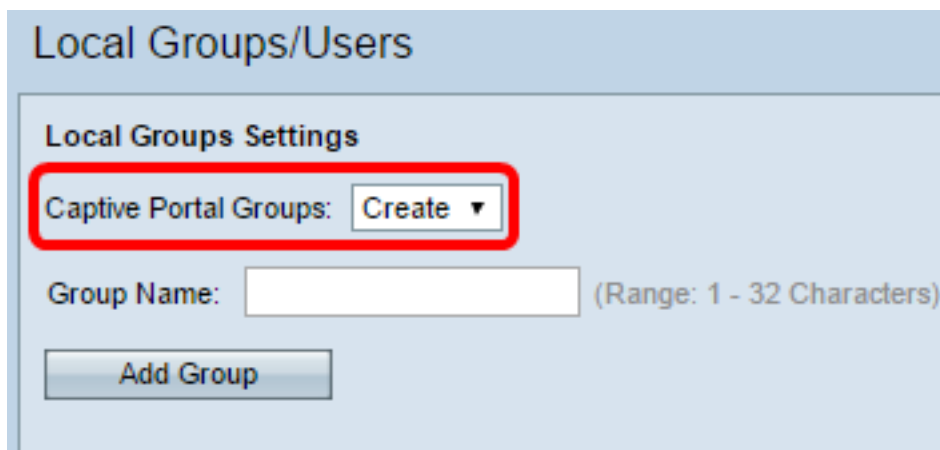 Local Groups/Users
Local Groups Settings
Captive Portal Groups: Create
Group Name: (Range: 1 - 32 Characters)
Add Group